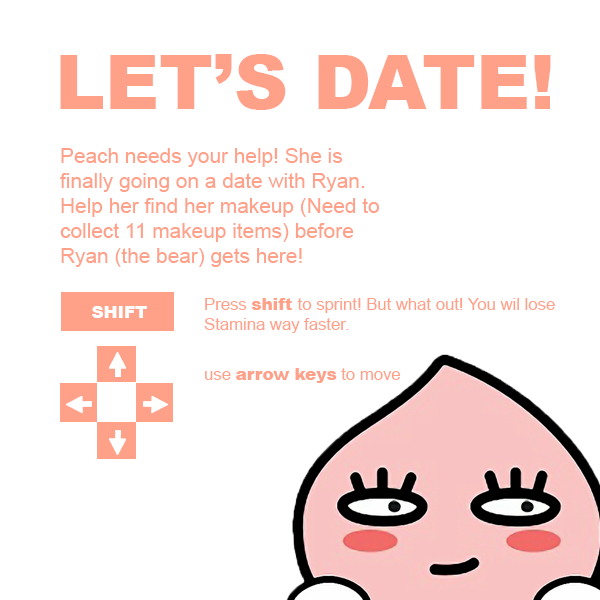 LET’S DATE!
Peach needs your help! She is
finally going on a date with Ryan.
Help her find her makeup (Need to
collect 11 makeup items) before
Ryan (the bear) gets here!
SHIFT
Press shift to sprint! But what out! You wil lose
Stamina way faster.
use arrow keys to move